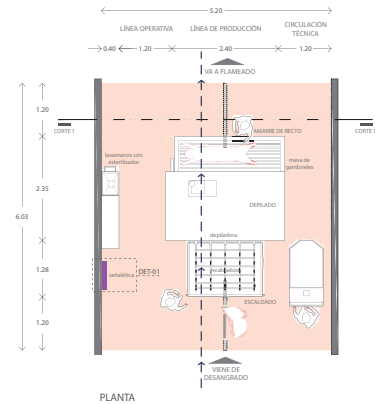 5.20
LÍNEA OPERATIVA
LÍNEA DE PRODUCCIÓN
CIRCULACIÓN
TÉCNICA
0.40
1.20
2.40
1.20
VA A FLAMEADO
1.20
CORTE 1
CORTE 1
AMARRE DE RECTO
lavamanos con
esterilizador
mesa de
gambrieles
2.35
DEPILADO
6.03
depiladora
escaldadora
1.28
señalética
DET-01
ESCALDADO
1.20
VIENE DE
DESANGRADO
PLANTA